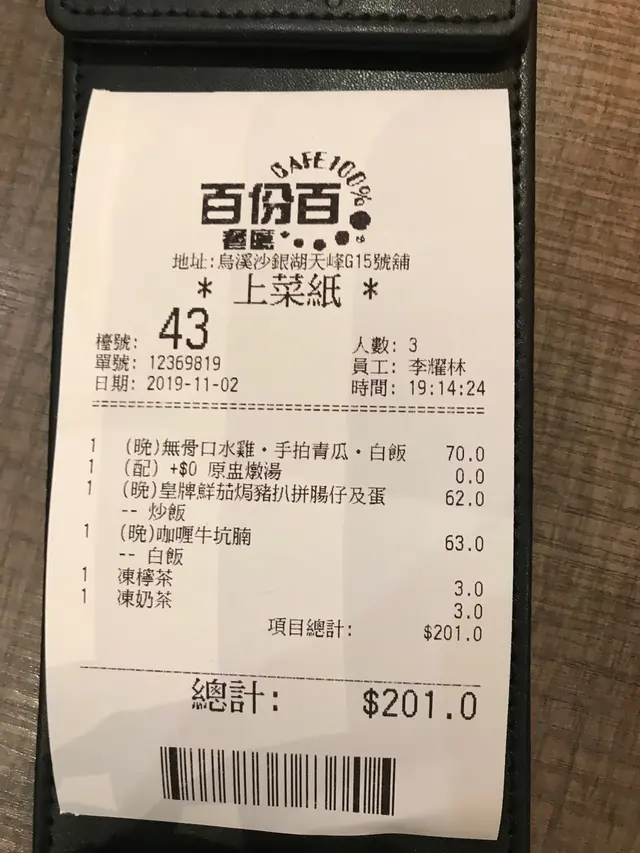 CAFE 100%
百份百
餐廳
地址:烏溪沙銀湖天峰G15號舖
* 上菜紙 *
檯號: 43 人數: 3
單號: 12369819 員工: 李耀林
日期: 2019-11-02 時間: 19:14:24
1 (晚)無骨口水雞·手拍青瓜·白飯 70.0
1 (配) +$0 原盅燉湯 0.0
1 (晚)皇牌鮮茄焗豬扒拼腸仔及蛋 62.0
-- 炒飯
1 (晚)咖喱牛坑腩 63.0
-- 白飯
1 凍檸茶 3.0
1 凍奶茶 3.0
項目總計: $201.0
總計: $201.0